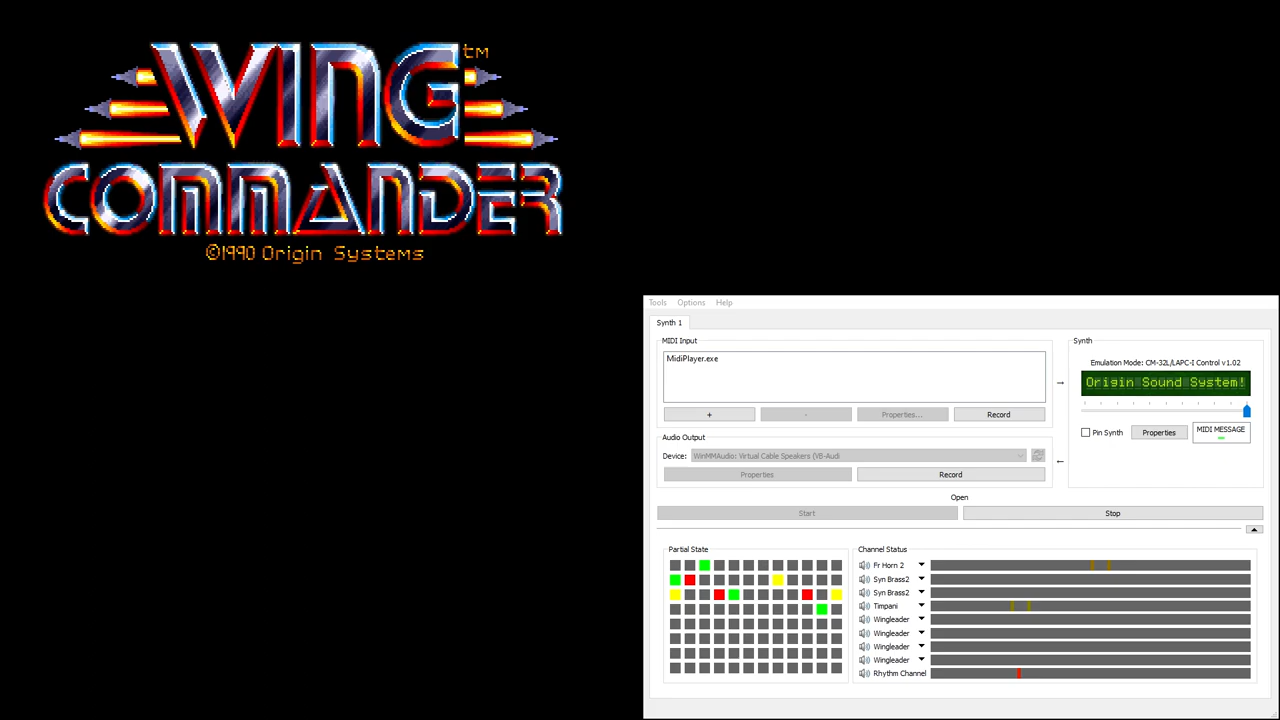 WING™
COMMANDER
©1990 Origin Systems
Tools Options Help
Synth 1
MIDI Input
MidiPlayer.exe
+ - Properties... Record
Audio Output
Device: WinMMAudio: Virtual Cable Speakers (VB-Audi
Properties Record
Synth
Emulation Mode: CM-32L/LAPC-I Control v1.02
Origin Sound System!
Pin Synth Properties MIDI MESSAGE
→
←
Open
Start Stop
Partial State
Channel Status
Fr Horn 2
Syn Brass2
Syn Brass2
Timpani
Wingleader
Wingleader
Wingleader
Wingleader
Rhythm Channel